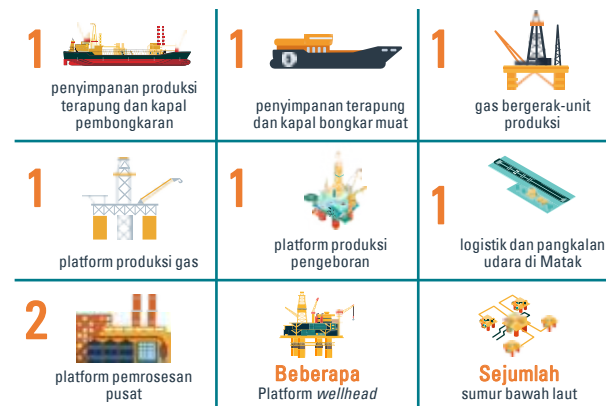 1
penyimpanan produksi
terapung dan kapal
pembongkaran
1
penyimpanan terapung
dan kapal bongkar muat
1
gas bergerak-unit
produksi
1
platform produksi gas
1
platform produksi
pengeboran
1
logistik dan pangkalan
udara di Matak
2
platform pemrosesan
pusat
Beberapa
Platform wellhead
Sejumlah
sumur bawah laut